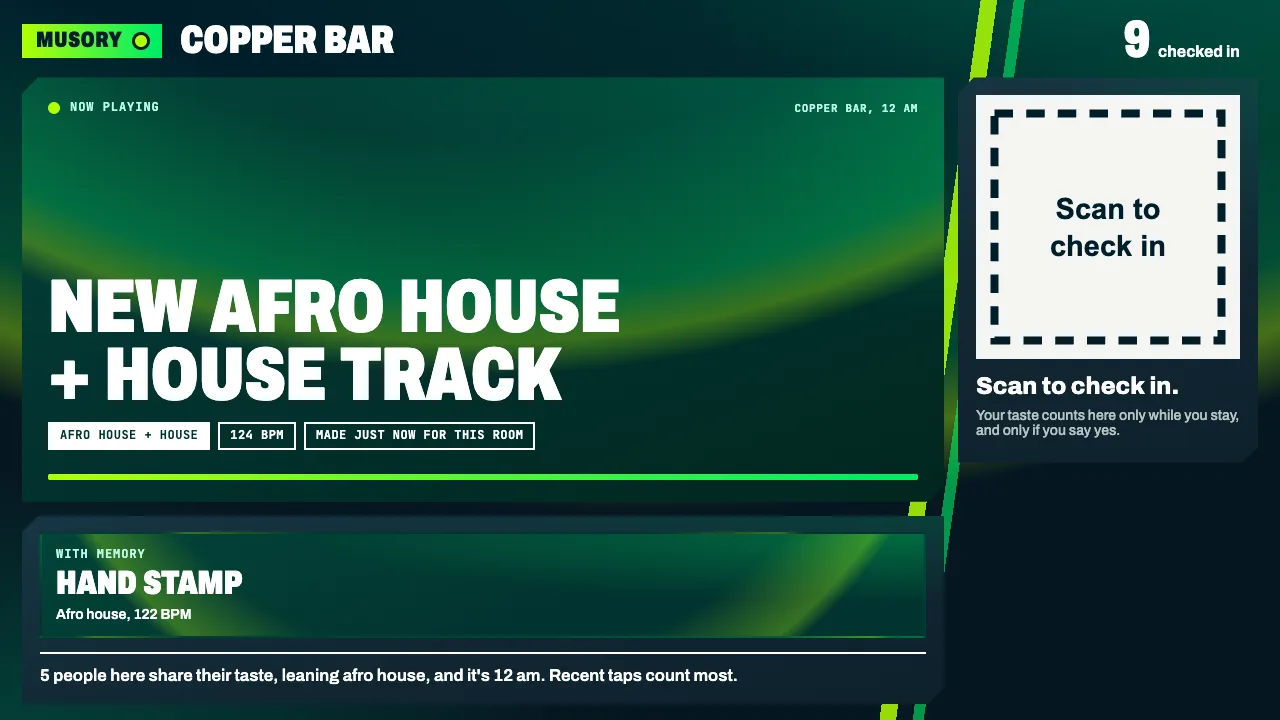 MUSORY
COPPER BAR
9 checked in
NOW PLAYING
COPPER BAR, 12 AM
NEW AFRO HOUSE
+ HOUSE TRACK
AFRO HOUSE + HOUSE
124 BPM
MADE JUST NOW FOR THIS ROOM
Scan to
check in
Scan to check in.
Your taste counts here only while you stay,
and only if you say yes.
WITH MEMORY
HAND STAMP
Afro house, 122 BPM
5 people here share their taste, leaning afro house, and it's 12 am. Recent taps count most.